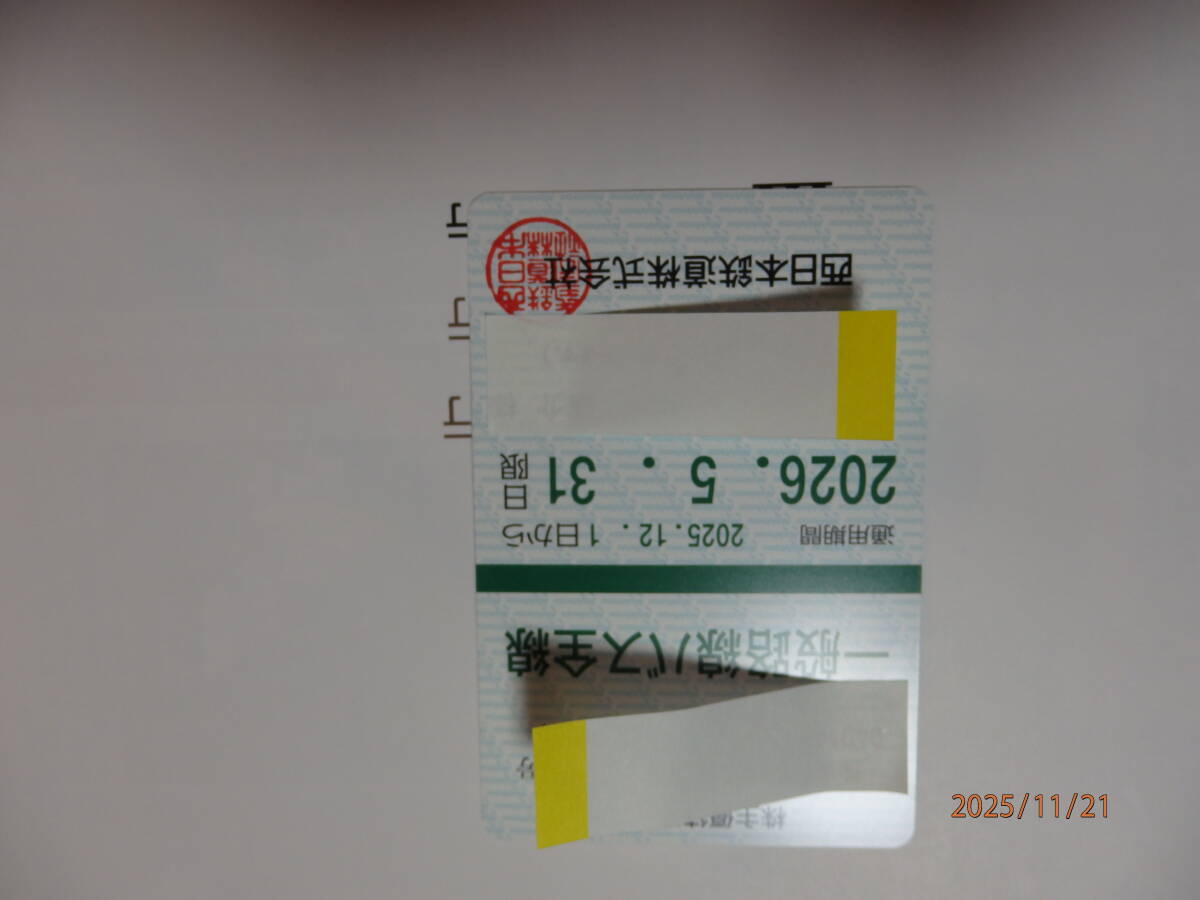 株主優待
号
一般路線バス全線
通用期間 2025.12. 1日から
2026. 5. 31 日限
西日本鉄道株式会社
2025/11/21